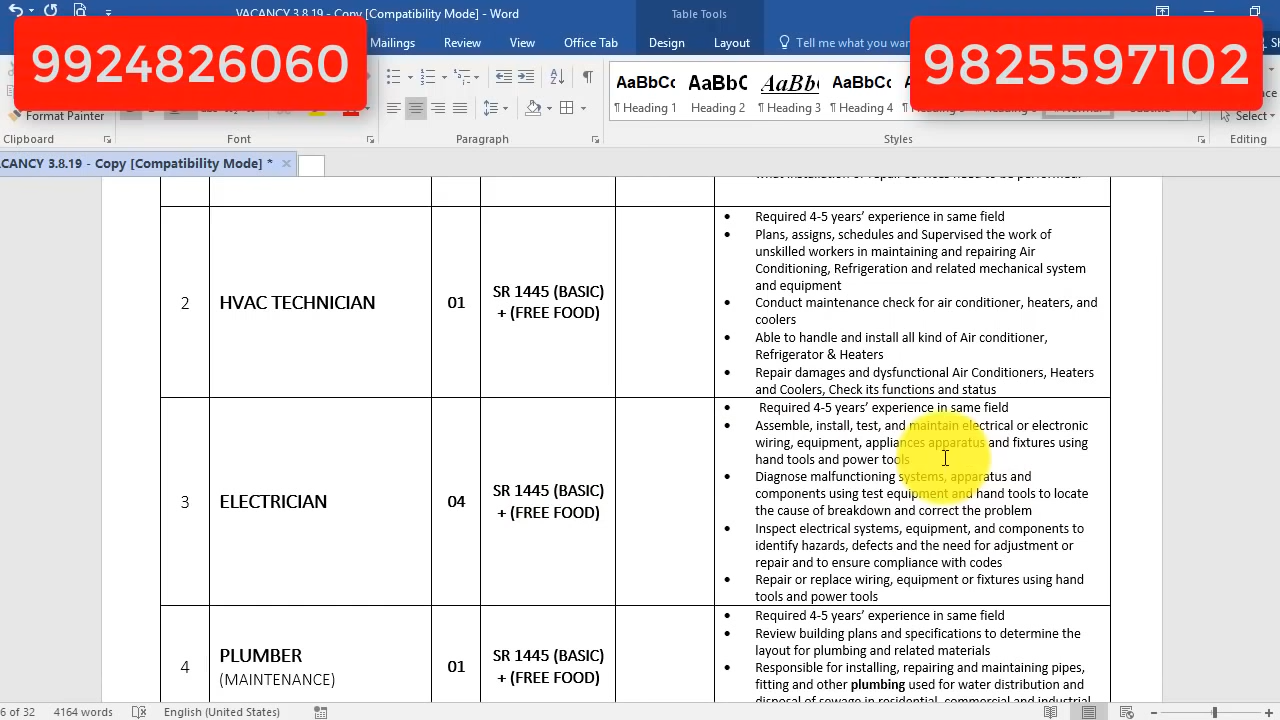 VACANCY 3.8.19 - Copy [Compatibility Mode] - Word
Table Tools
9924826060
9825597102
Mailings Review View Office Tab Design Layout Tell me what you wan
AaBbCc AaBbC AaBbCc AaBbCc
¶ Heading 1 ¶ Heading 2 ¶ Heading 3 ¶ Heading 4
Format Painter
Select
Clipboard Font Paragraph Styles Editing
CANCY 3.8.19 - Copy [Compatibility Mode] *
2
HVAC TECHNICIAN
01
SR 1445 (BASIC)
+ (FREE FOOD)
• Required 4-5 years’ experience in same field
• Plans, assigns, schedules and Supervised the work of
unskilled workers in maintaining and repairing Air
Conditioning, Refrigeration and related mechanical system
and equipment
• Conduct maintenance check for air conditioner, heaters, and
coolers
• Able to handle and install all kind of Air conditioner,
Refrigerator & Heaters
• Repair damages and dysfunctional Air Conditioners, Heaters
and Coolers, Check its functions and status
3
ELECTRICIAN
04
SR 1445 (BASIC)
+ (FREE FOOD)
• Required 4-5 years’ experience in same field
• Assemble, install, test, and maintain electrical or electronic
wiring, equipment, appliances apparatus and fixtures using
hand tools and power tools
• Diagnose malfunctioning systems, apparatus and
components using test equipment and hand tools to locate
the cause of breakdown and correct the problem
• Inspect electrical systems, equipment, and components to
identify hazards, defects and the need for adjustment or
repair and to ensure compliance with codes
• Repair or replace wiring, equipment or fixtures using hand
tools and power tools
4
PLUMBER
(MAINTENANCE)
01
SR 1445 (BASIC)
+ (FREE FOOD)
• Required 4-5 years’ experience in same field
• Review building plans and specifications to determine the
layout for plumbing and related materials
• Responsible for installing, repairing and maintaining pipes,
fitting and other plumbing used for water distribution and
disposal of sewage in residential, commercial and industrial
6 of 32 4164 words English (United States)